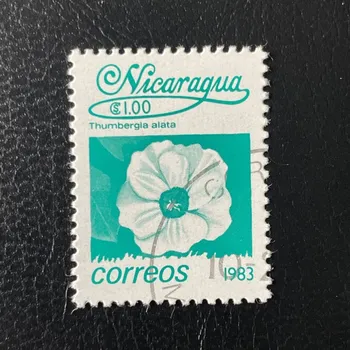 Nicaragua
C$1.00
Thumbergia alata
correos 1983